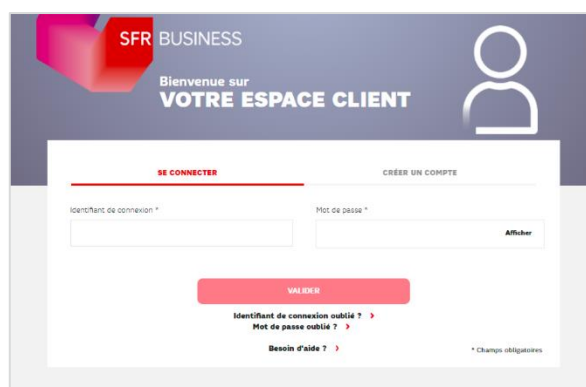 SFR BUSINESS
Bienvenue sur
VOTRE ESPACE CLIENT
SE CONNECTER
CRÉER UN COMPTE
Identifiant de connexion *
Mot de passe *
Afficher
VALIDER
Identifiant de connexion oublié ?
Mot de passe oublié ?
Besoin d'aide ?
* Champs obligatoires